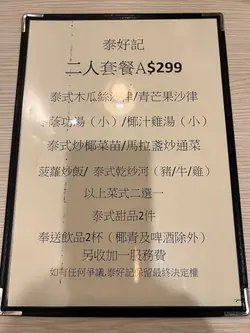 泰好記
二人套餐A$299
泰式木瓜絲沙律/青芒果沙律
冬蔭功湯（小）/椰汁雞湯（小）
泰式炒椰菜苗/馬拉盞炒通菜
菠蘿炒飯/ 泰式乾炒河（豬/牛/雞）
以上菜式二選一
泰式甜品2件
奉送飲品2杯（椰青及啤酒除外）
另收加一服務費
如有任何爭議,泰好記保留最終決定權